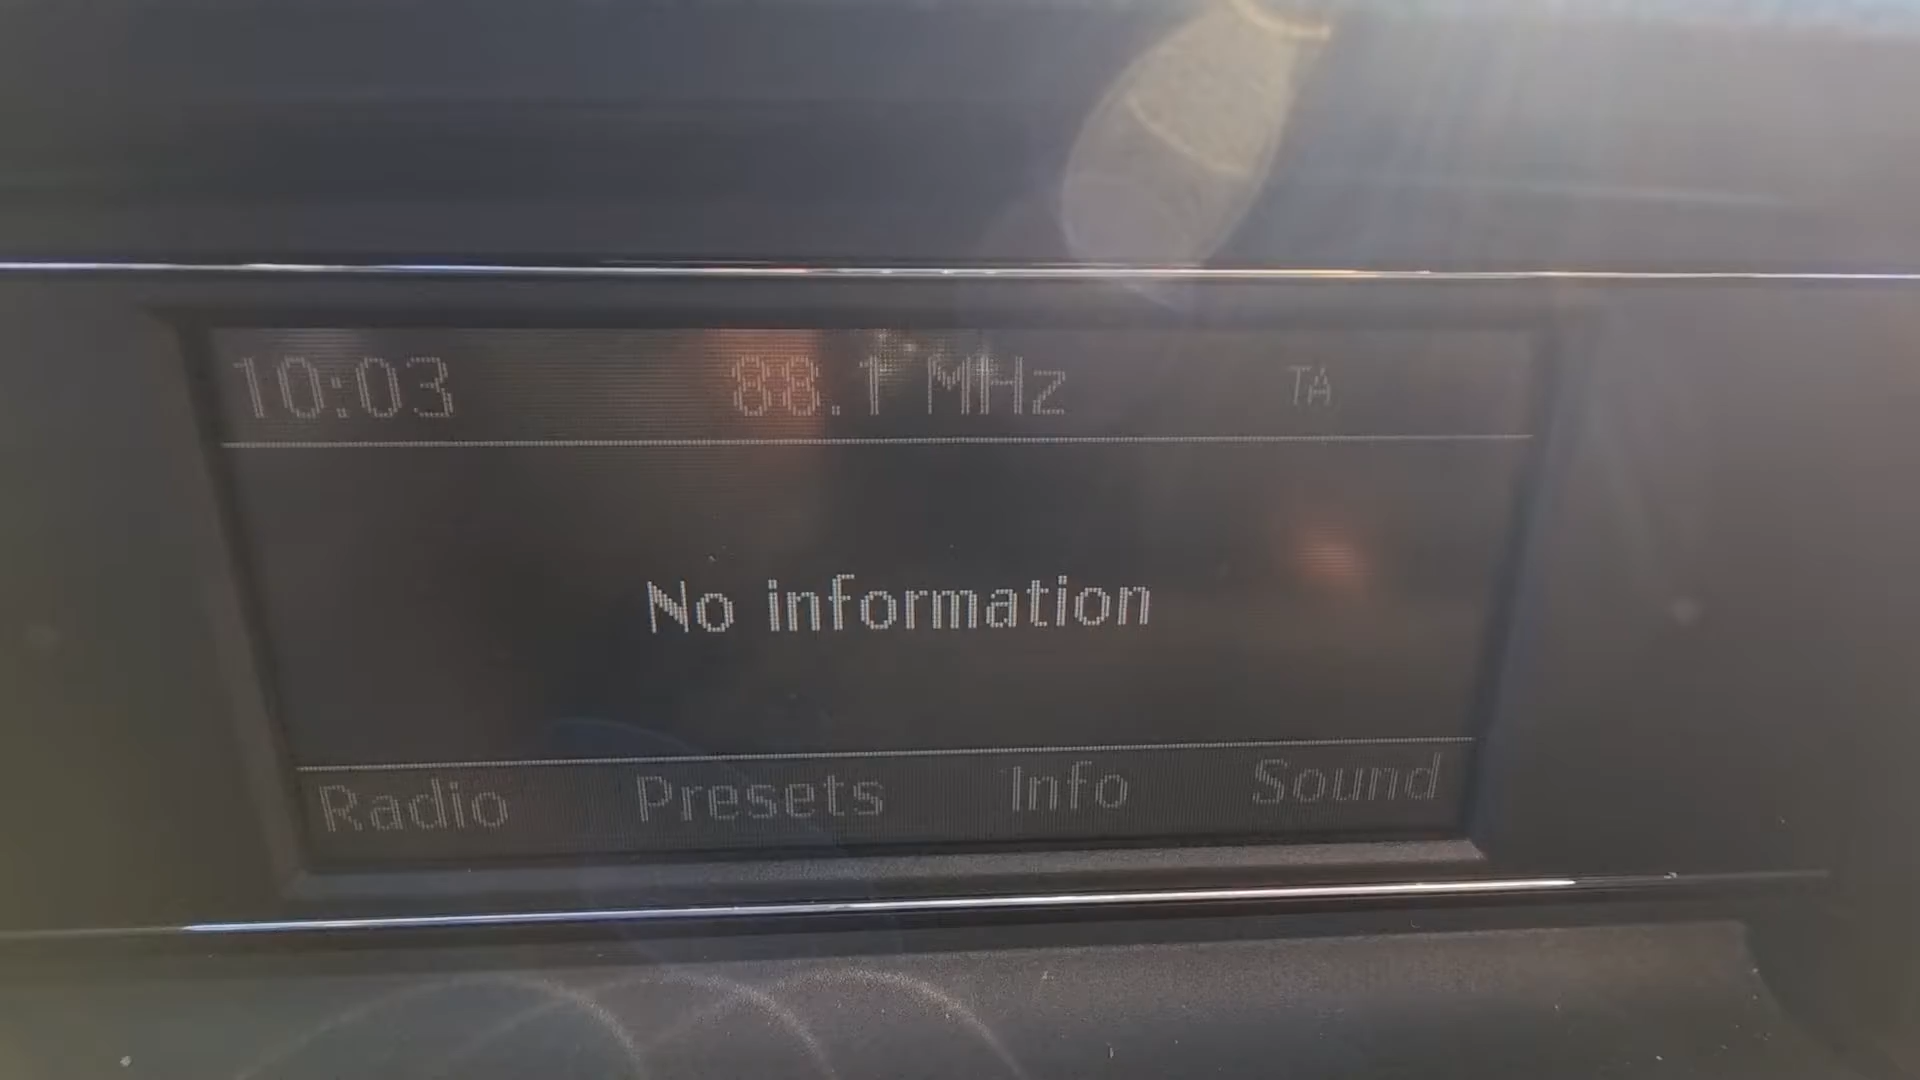 10:03 88.1 MHz TA
No information
Radio Presets Info Sound